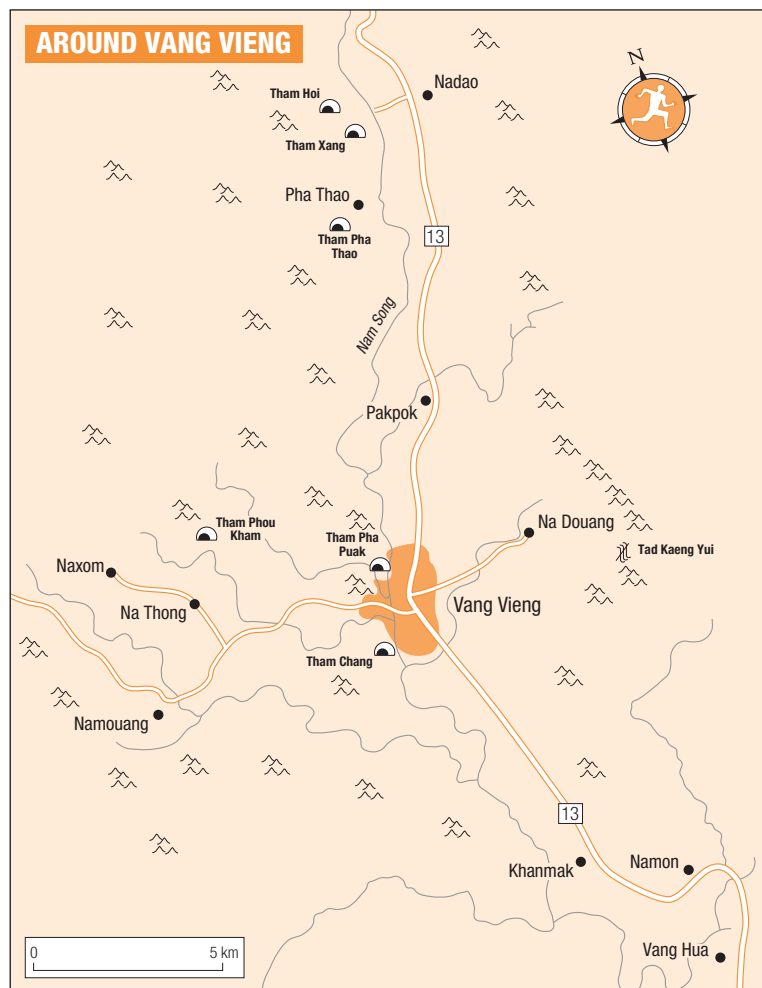 AROUND VANG VIENG
N
Nadao
Tham Hoi
Tham Xang
Pha Thao
Tham Pha
Thao
13
Nam Song
Pakpok
Na Douang
Tham Phou
Kham
Tham Pha
Puak
Tad Kaeng Yui
Naxom
Na Thong
Vang Vieng
Tham Chang
Namouang
13
Khanmak
Namon
Vang Hua
0
5 km